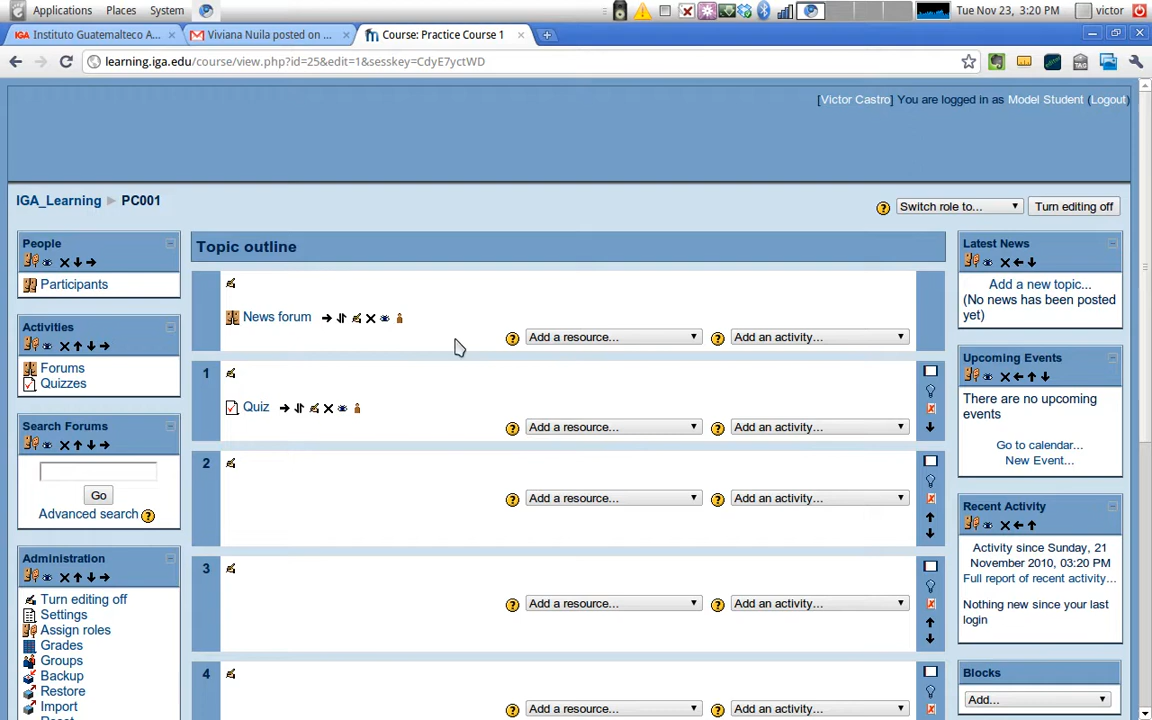 Applications Places System Tue Nov 23, 3:20 PM victor
Instituto Guatemalteco A... Viviana Nuila posted on ... Course: Practice Course 1
learning.iga.edu/course/view.php?id=25&edit=1&sesskey=CdyE7yctWD
[Victor Castro] You are logged in as Model Student (Logout)
IGA_Learning ► PC001
Switch role to... Turn editing off
People
Participants
Activities
Forums
Quizzes
Search Forums
Go
Advanced search
Administration
Turn editing off
Settings
Assign roles
Grades
Groups
Backup
Restore
Import
Topic outline
News forum
Add a resource... Add an activity...
1
Quiz
Add a resource... Add an activity...
2
Add a resource... Add an activity...
3
Add a resource... Add an activity...
4
Add a resource... Add an activity...
Latest News
Add a new topic...
(No news has been posted
yet)
Upcoming Events
There are no upcoming
events
Go to calendar...
New Event...
Recent Activity
Activity since Sunday, 21
November 2010, 03:20 PM
Full report of recent activity...
Nothing new since your last
login
Blocks
Add...